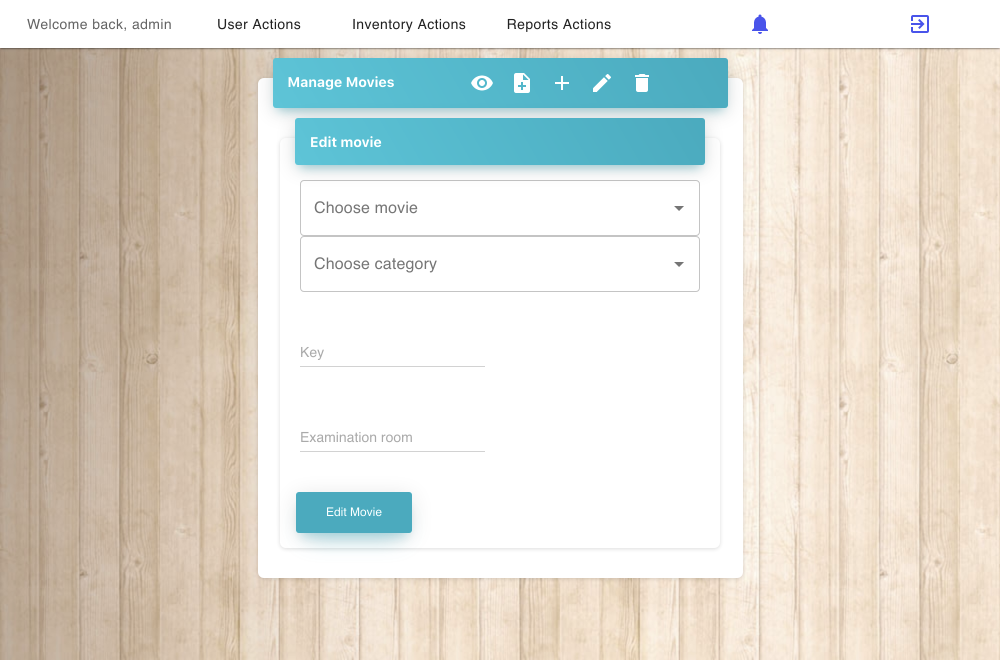 Welcome back, admin User Actions Inventory Actions Reports Actions
Manage Movies
Edit movie
Choose movie
Choose category
Key
Examination room
Edit Movie